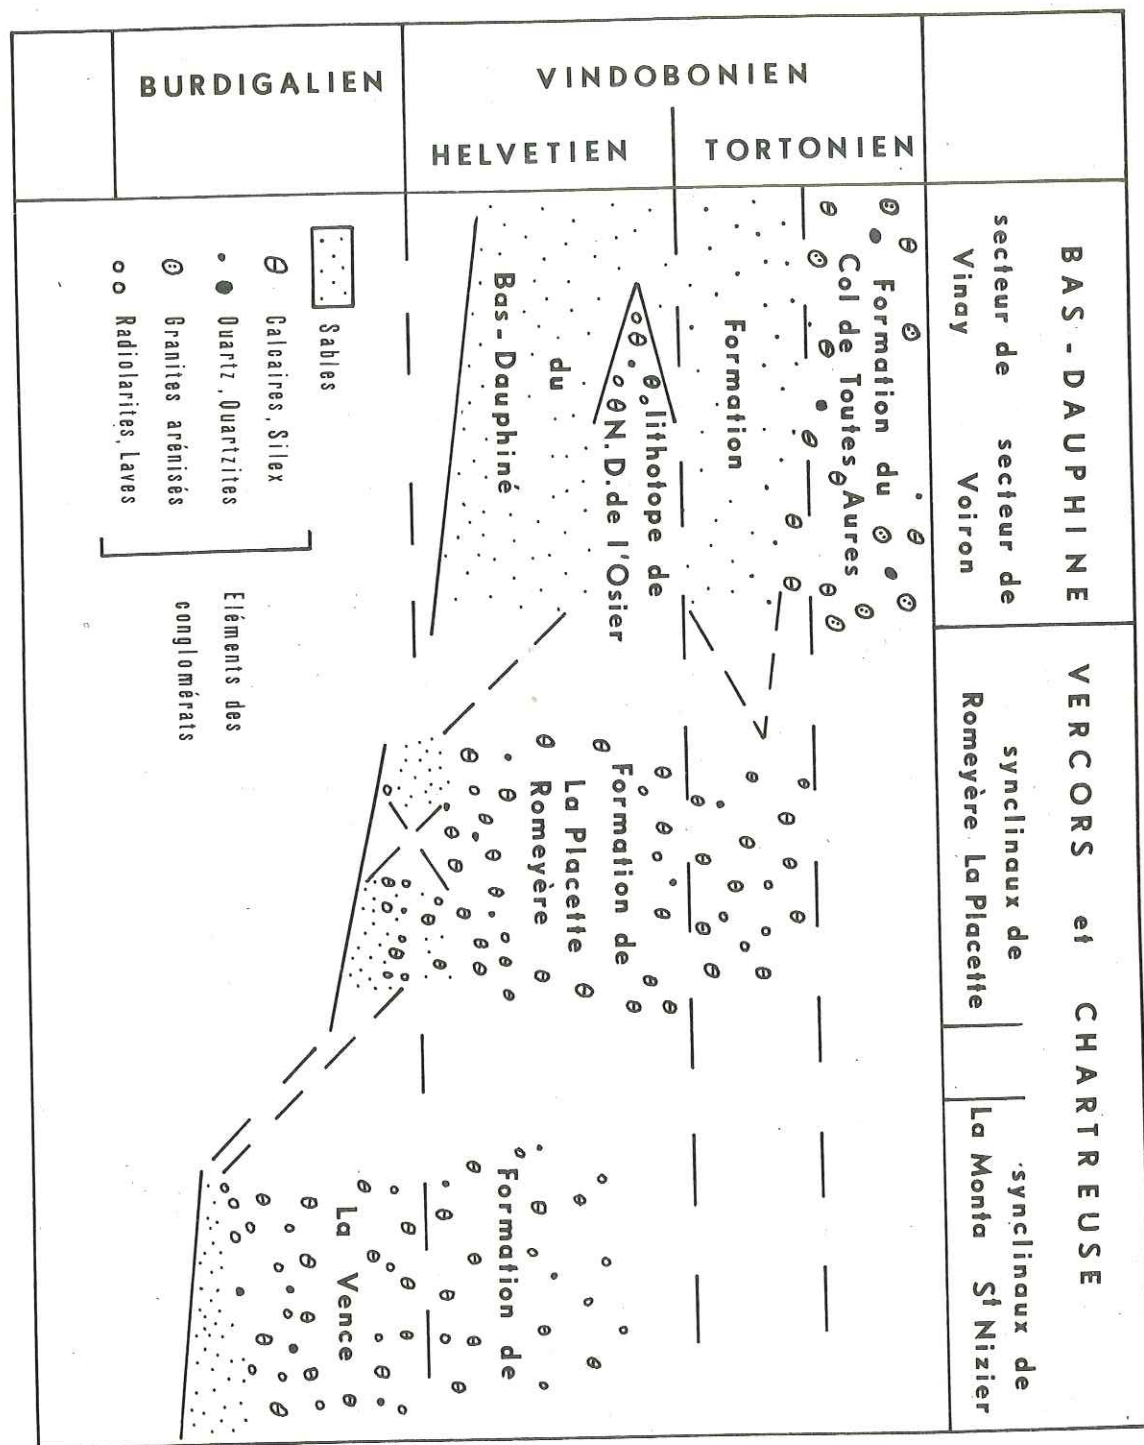 BAS-DAUPHINE
secteur de
Vinay
secteur de
Voiron
VERCORS et CHARTREUSE
synclinaux de
Romeyère La Placette
synclinaux de
La Monta St Nizier
VINDOBONIEN
TORTONIEN
HELVETIEN
BURDIGALIEN
Formation du
Col de Toutes Aures
Formation
du
Bas-Dauphiné
lithotope de
N.D. de l'Osier
Formation de
La Placette
Romeyère
Formation de
La Vence
Sables
Calcaires, Silex
Quartz, Quartzites
Granites arénisés
Radiolarites, Laves
Eléments des
conglomérats